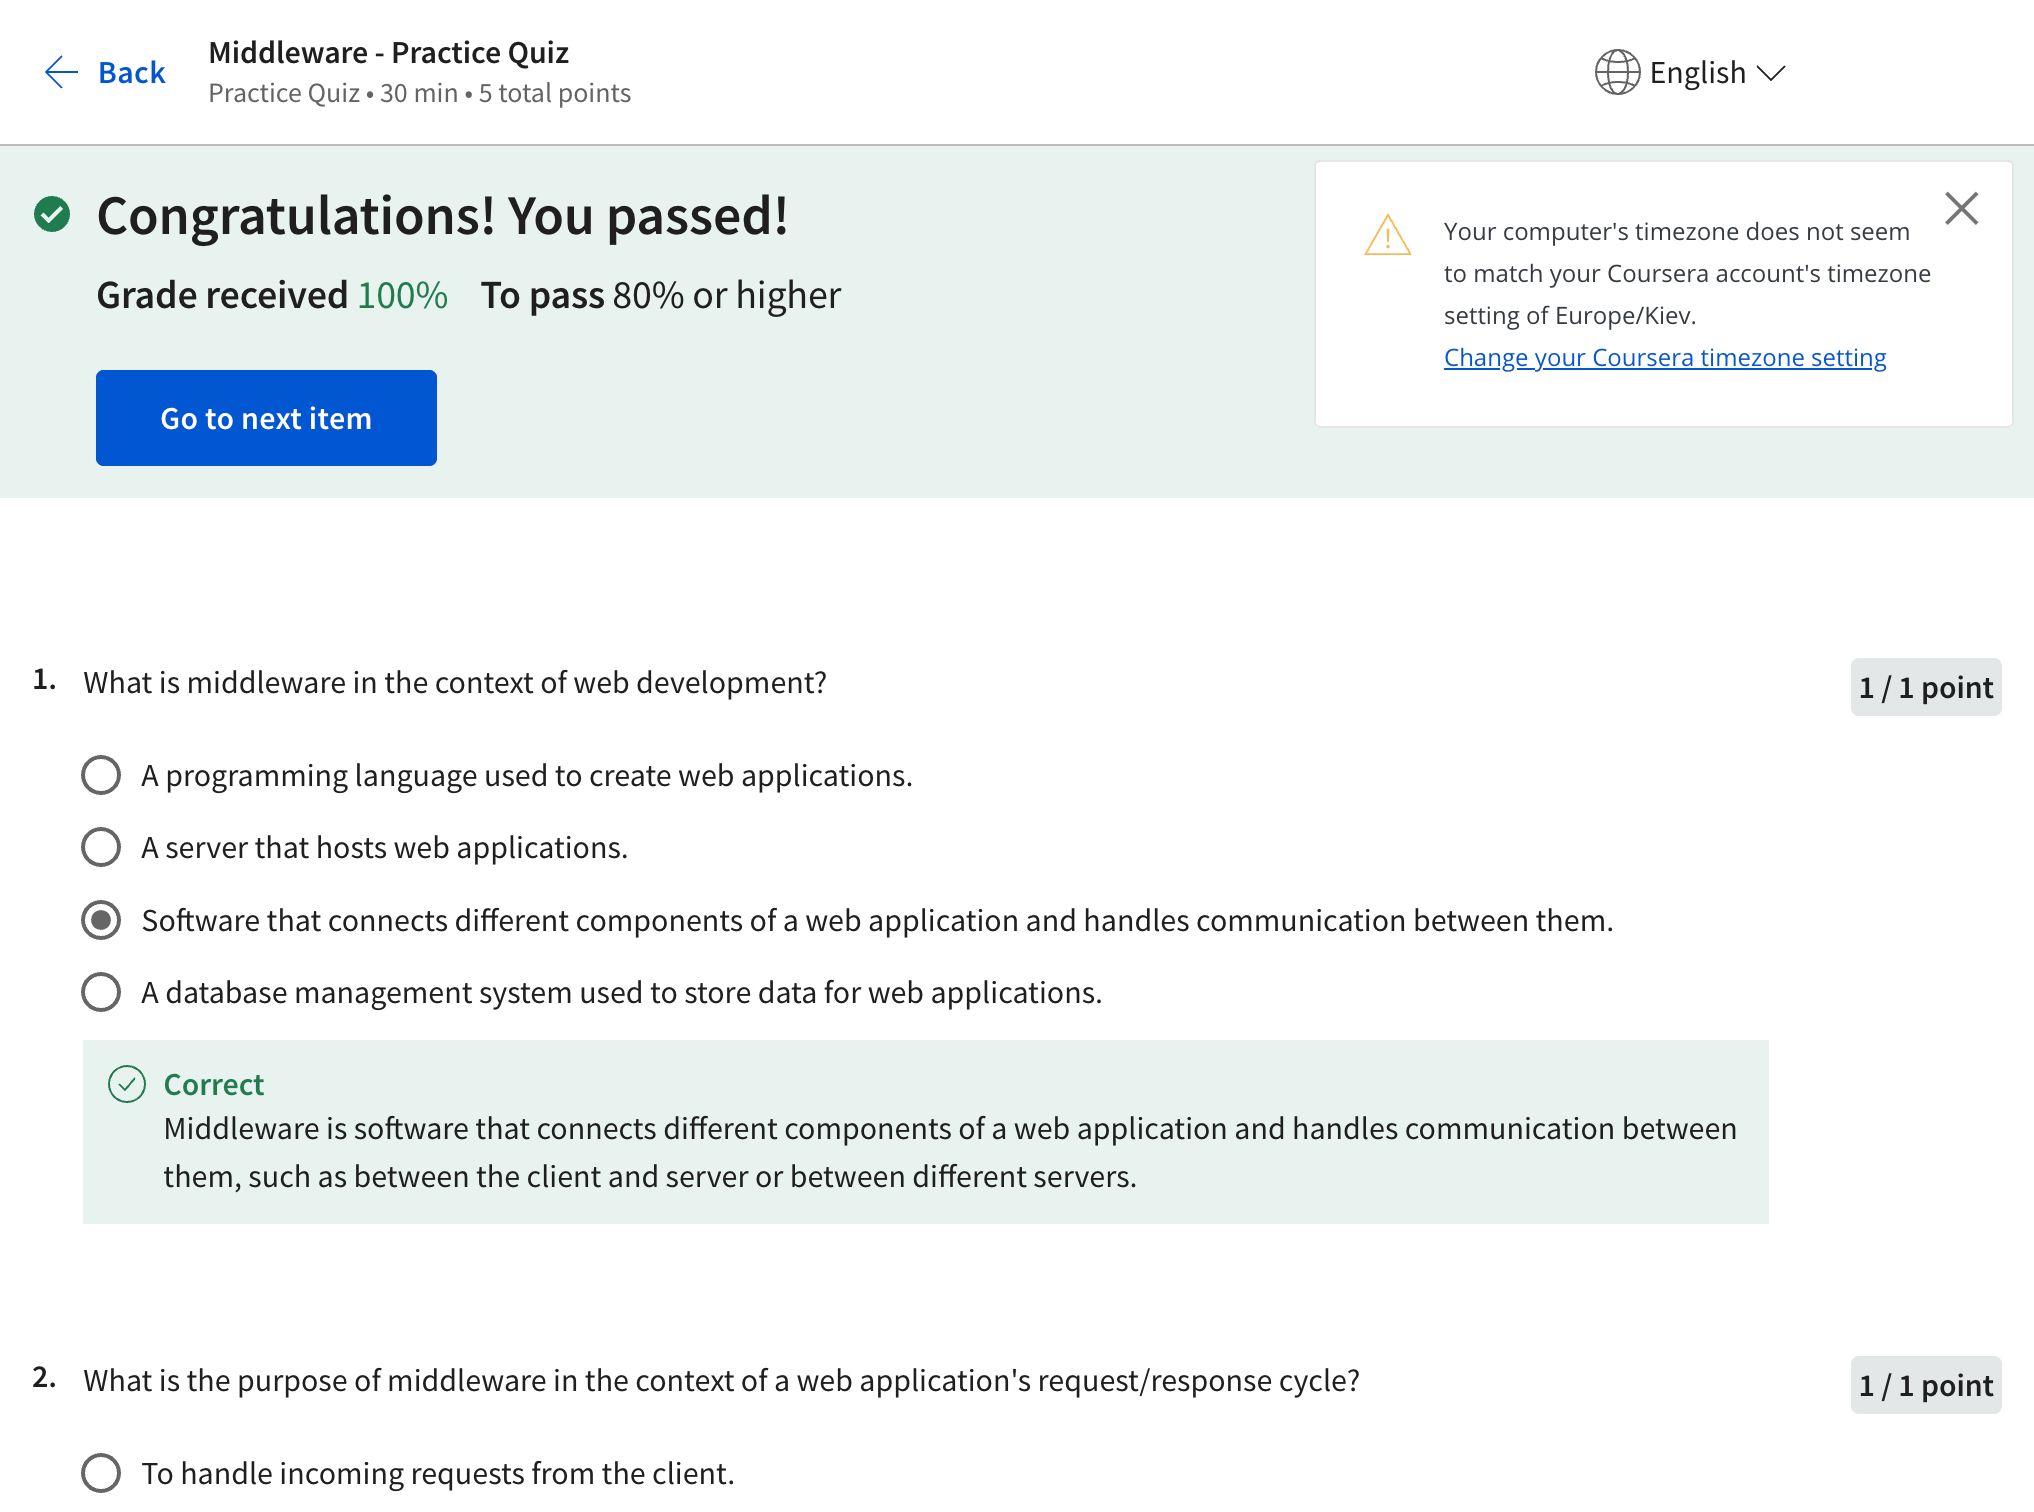 Back
Middleware - Practice Quiz
Practice Quiz • 30 min • 5 total points
English
Congratulations! You passed!
Grade received 100% To pass 80% or higher
Go to next item
Your computer's timezone does not seem
to match your Coursera account's timezone
setting of Europe/Kiev.
Change your Coursera timezone setting
1. What is middleware in the context of web development?
1 / 1 point
A programming language used to create web applications.
A server that hosts web applications.
Software that connects different components of a web application and handles communication between them.
A database management system used to store data for web applications.
Correct
Middleware is software that connects different components of a web application and handles communication between
them, such as between the client and server or between different servers.
2. What is the purpose of middleware in the context of a web application's request/response cycle?
1 / 1 point
To handle incoming requests from the client.